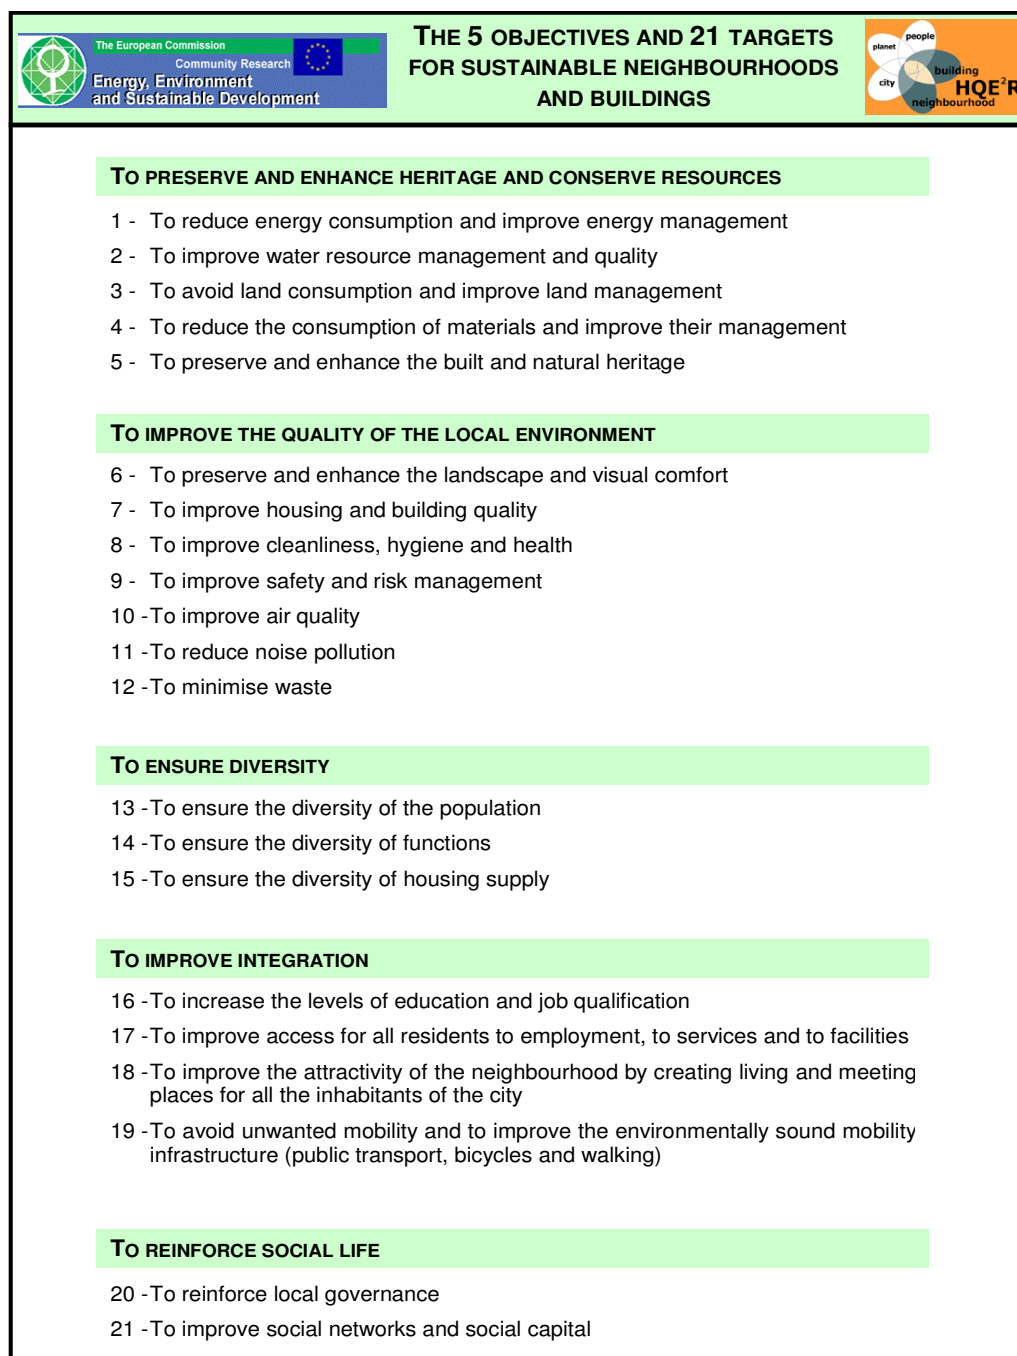 The European Commission
Community Research
Energy, Environment
and Sustainable Development
THE 5 OBJECTIVES AND 21 TARGETS
FOR SUSTAINABLE NEIGHBOURHOODS
AND BUILDINGS
people
planet
building
city
HQE²R
neighbourhood
TO PRESERVE AND ENHANCE HERITAGE AND CONSERVE RESOURCES
1 - To reduce energy consumption and improve energy management
2 - To improve water resource management and quality
3 - To avoid land consumption and improve land management
4 - To reduce the consumption of materials and improve their management
5 - To preserve and enhance the built and natural heritage
TO IMPROVE THE QUALITY OF THE LOCAL ENVIRONMENT
6 - To preserve and enhance the landscape and visual comfort
7 - To improve housing and building quality
8 - To improve cleanliness, hygiene and health
9 - To improve safety and risk management
10 -To improve air quality
11 -To reduce noise pollution
12 -To minimise waste
TO ENSURE DIVERSITY
13 -To ensure the diversity of the population
14 -To ensure the diversity of functions
15 -To ensure the diversity of housing supply
TO IMPROVE INTEGRATION
16 -To increase the levels of education and job qualification
17 -To improve access for all residents to employment, to services and to facilities
18 -To improve the attractivity of the neighbourhood by creating living and meeting
places for all the inhabitants of the city
19 -To avoid unwanted mobility and to improve the environmentally sound mobility
infrastructure (public transport, bicycles and walking)
TO REINFORCE SOCIAL LIFE
20 -To reinforce local governance
21 -To improve social networks and social capital